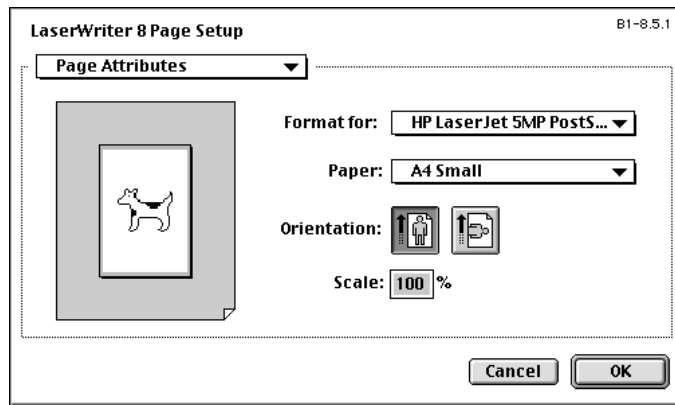 LaserWriter 8 Page Setup
B1-8.5.1
Page Attributes
Format for: HP LaserJet 5MP PostS...
Paper: A4 Small
Orientation:
Scale: 100 %
Cancel OK